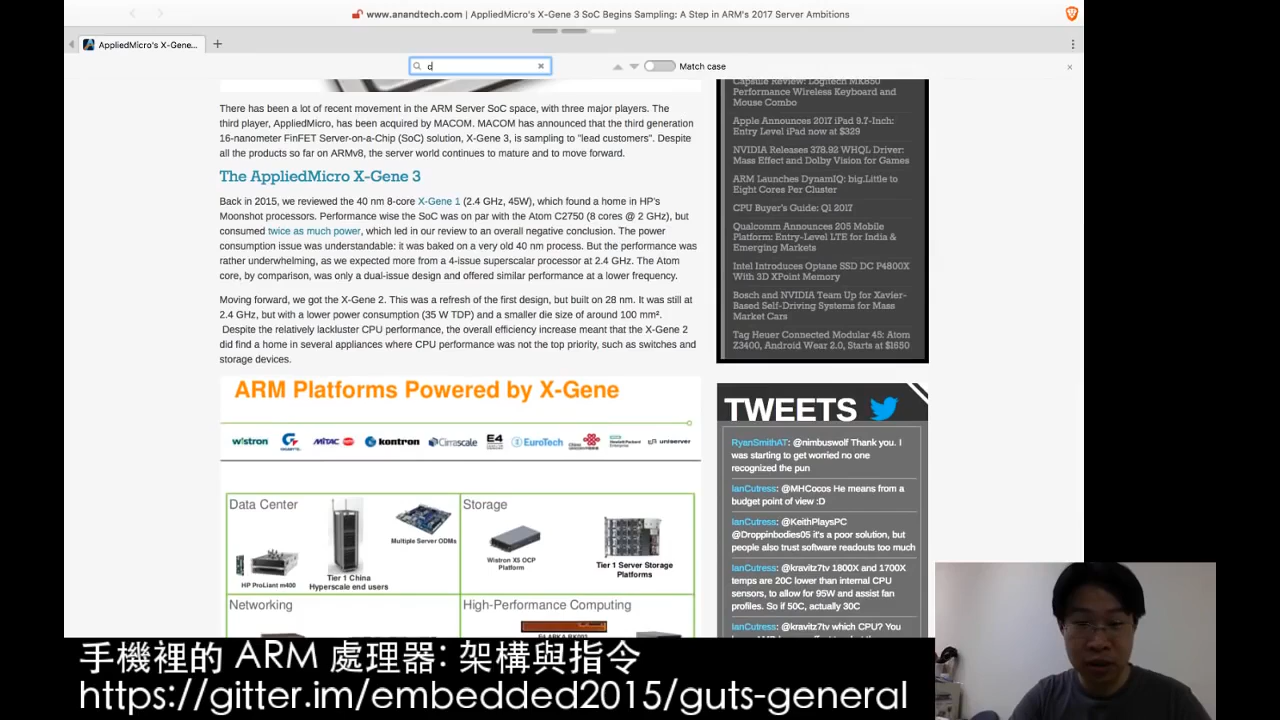 www.anandtech.com | AppliedMicro's X-Gene 3 SoC Begins Sampling: A Step in ARM's 2017 Server Ambitions
AppliedMicro's X-Gene...
c
Match case
There has been a lot of recent movement in the ARM Server SoC space, with three major players. The
third player, AppliedMicro, has been acquired by MACOM. MACOM has announced that the third generation
16-nanometer FinFET Server-on-a-Chip (SoC) solution, X-Gene 3, is sampling to "lead customers". Despite
all the products so far on ARMv8, the server world continues to mature and to move forward.
The AppliedMicro X-Gene 3
Back in 2015, we reviewed the 40 nm 8-core X-Gene 1 (2.4 GHz, 45W), which found a home in HP's
Moonshot processors. Performance wise the SoC was on par with the Atom C2750 (8 cores @ 2 GHz), but
consumed twice as much power, which led in our review to an overall negative conclusion. The power
consumption issue was understandable: it was baked on a very old 40 nm process. But the performance was
rather underwhelming, as we expected more from a 4-issue superscalar processor at 2.4 GHz. The Atom
core, by comparison, was only a dual-issue design and offered similar performance at a lower frequency.
Moving forward, we got the X-Gene 2. This was a refresh of the first design, but built on 28 nm. It was still at
2.4 GHz, but with a lower power consumption (35 W TDP) and a smaller die size of around 100 mm².
Despite the relatively lackluster CPU performance, the overall efficiency increase meant that the X-Gene 2
did find a home in several appliances where CPU performance was not the top priority, such as switches and
storage devices.
ARM Platforms Powered by X-Gene
wistron
GIGABYTE
MiTAC
kontron
Cirrascale
E4
EuroTech
Hewlett Packard
Enterprise
uniserver
Data Center
Multiple Server ODMs
HP ProLiant m400
Tier 1 China
Hyperscale end users
Storage
Wistron X5 OCP
Platform
Tier 1 Server Storage
Platforms
Networking
High-Performance Computing
Capsule Review: Logitech MK850
Performance Wireless Keyboard and
Mouse Combo
Apple Announces 2017 iPad 9.7-Inch:
Entry Level iPad now at $329
NVIDIA Releases 378.92 WHQL Driver:
Mass Effect and Dolby Vision for Games
ARM Launches DynamIQ: big.Little to
Eight Cores Per Cluster
CPU Buyer's Guide: Q1 2017
Qualcomm Announces 205 Mobile
Platform: Entry-Level LTE for India &
Emerging Markets
Intel Introduces Optane SSD DC P4800X
With 3D XPoint Memory
Bosch and NVIDIA Team Up for Xavier-
Based Self-Driving Systems for Mass
Market Cars
Tag Heuer Connected Modular 45: Atom
Z3400, Android Wear 2.0, Starts at $1650
TWEETS
RyanSmithAT: @nimbuswolf Thank you. I
was starting to get worried no one
recognized the pun
IanCutress: @MHCocos He means from a
budget point of view :D
IanCutress: @KeithPlaysPC
@Droppinbodies05 it's a poor solution, but
people also trust software readouts too much
IanCutress: @kravitz7tv 1800X and 1700X
temps are 20C lower than internal CPU
sensors, to allow for 95W and assist fan
profiles. So if 50C, actually 30C
IanCutress: @kravitz7tv which CPU? You
手機裡的 ARM 處理器: 架構與指令
https://gitter.im/embedded2015/guts-general